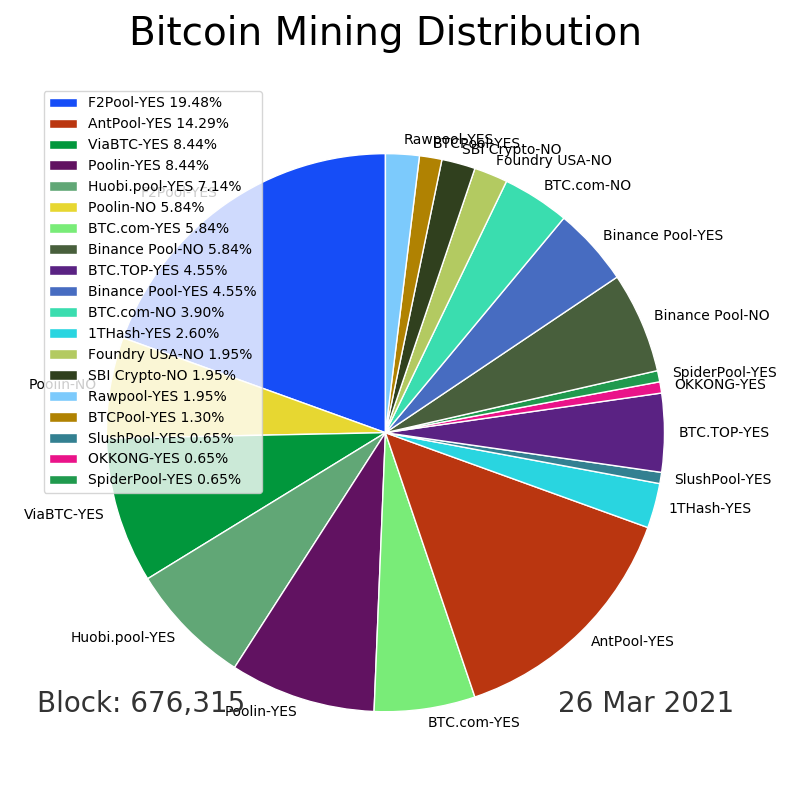 Bitcoin Mining Distribution
F2Pool-YES 19.48%
AntPool-YES 14.29%
ViaBTC-YES 8.44%
Poolin-YES 8.44%
Huobi.pool-YES 7.14%
Poolin-NO 5.84%
BTC.com-YES 5.84%
Binance Pool-NO 5.84%
BTC.TOP-YES 4.55%
Binance Pool-YES 4.55%
BTC.com-NO 3.90%
1THash-YES 2.60%
Foundry USA-NO 1.95%
SBI Crypto-NO 1.95%
Rawpool-YES 1.95%
BTCPool-YES 1.30%
SlushPool-YES 0.65%
OKKONG-YES 0.65%
SpiderPool-YES 0.65%
Rawpool-YES
BTCPool-YES
SBI Crypto-NO
Foundry USA-NO
BTC.com-NO
Binance Pool-YES
Binance Pool-NO
SpiderPool-YES
OKKONG-YES
BTC.TOP-YES
SlushPool-YES
1THash-YES
AntPool-YES
BTC.com-YES
Poolin-YES
Huobi.pool-YES
ViaBTC-YES
Poolin-NO
F2Pool-YES
Block: 676,315
26 Mar 2021